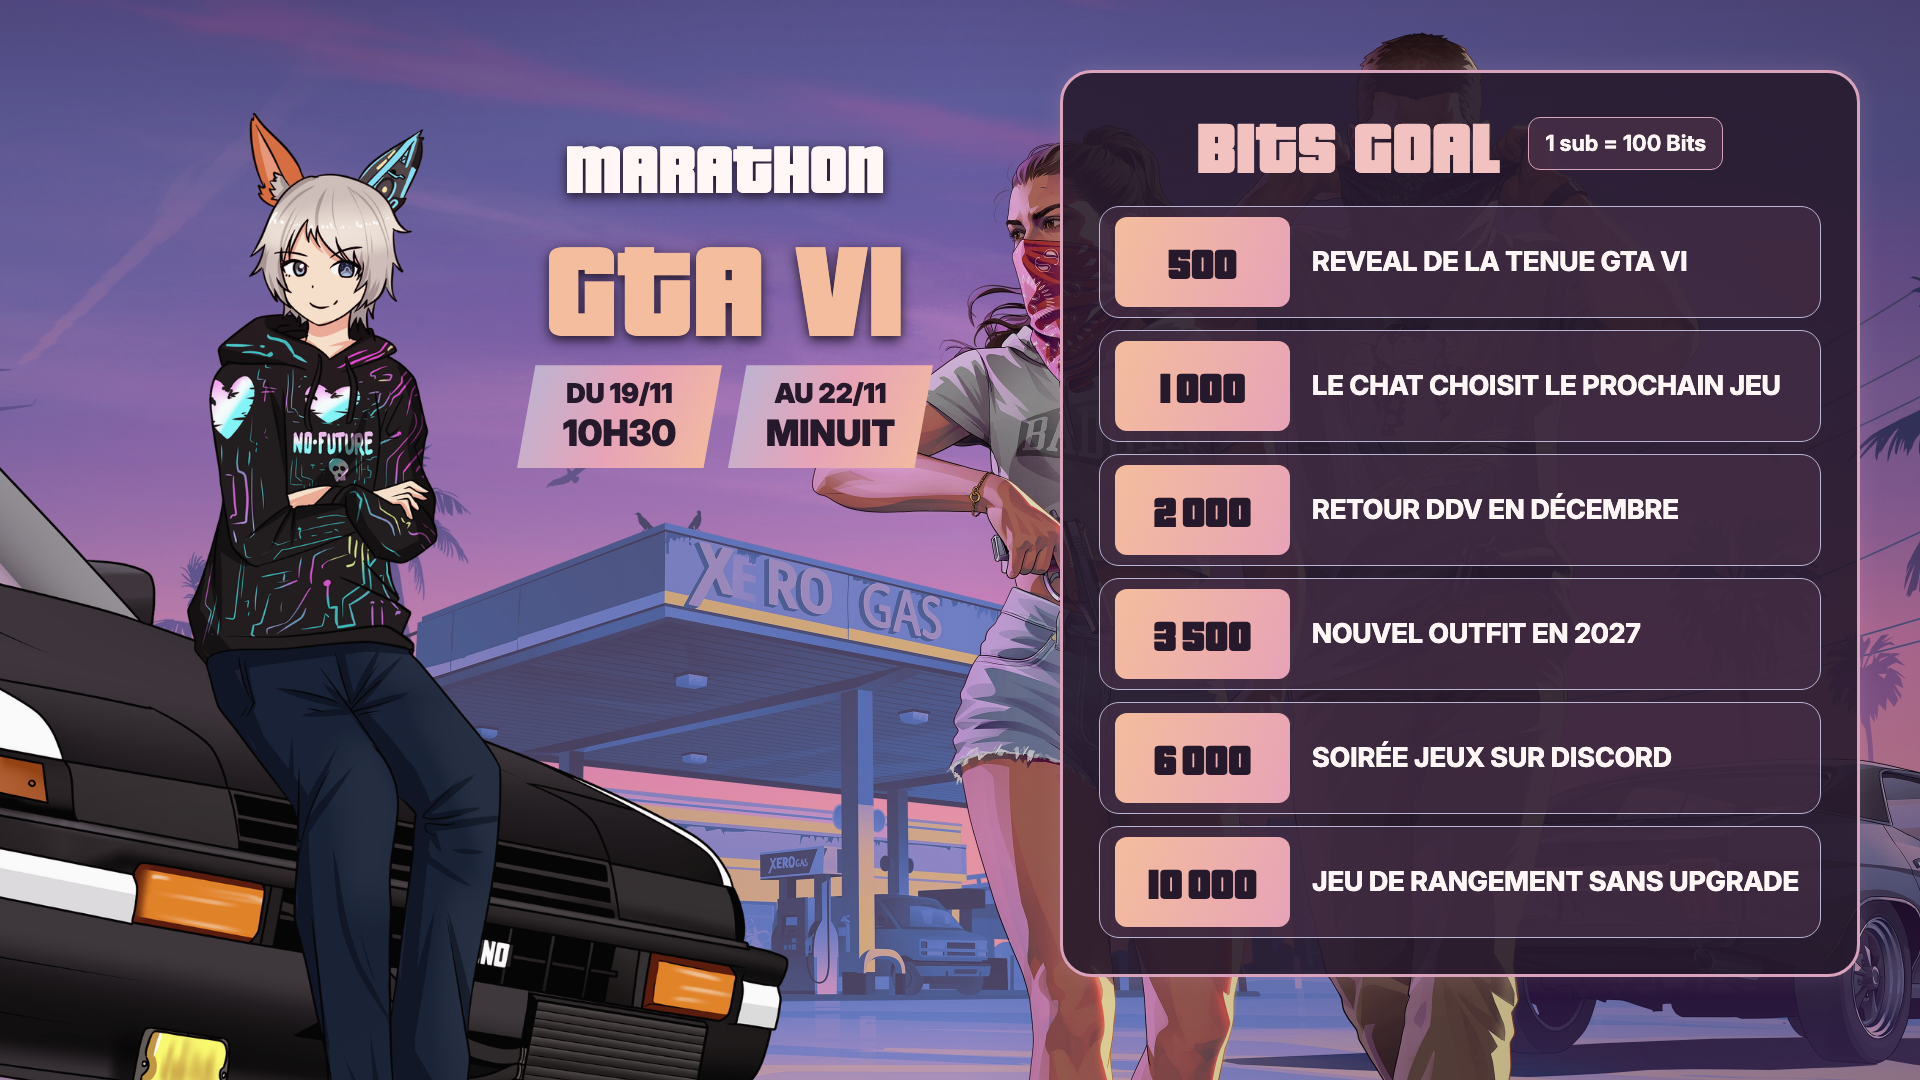 MARATHON
GTA VI
DU 19/11
10H30
AU 22/11
MINUIT
NO·FUTURE
XERO GAS
XERO GAS
NO
BITS GOAL
1 sub = 100 Bits
500
REVEAL DE LA TENUE GTA VI
1 000
LE CHAT CHOISIT LE PROCHAIN JEU
2 000
RETOUR DDV EN DÉCEMBRE
3 500
NOUVEL OUTFIT EN 2027
6 000
SOIRÉE JEUX SUR DISCORD
10 000
JEU DE RANGEMENT SANS UPGRADE